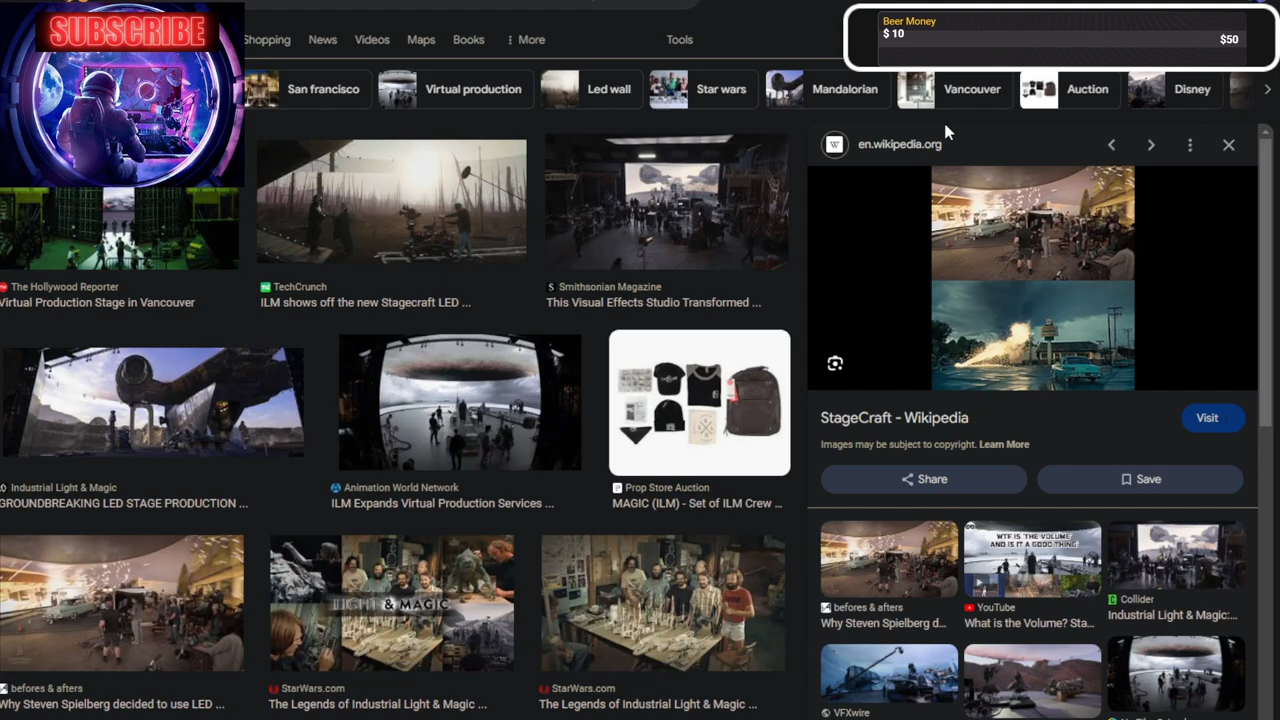 SUBSCRIBE
Shopping
News
Videos
Maps
Books
More
Tools
Beer Money
$ 10
$50
San francisco
Virtual production
Led wall
Star wars
Mandalorian
Vancouver
Auction
Disney
en.wikipedia.org
The Hollywood Reporter
Virtual Production Stage in Vancouver
TechCrunch
ILM shows off the new Stagecraft LED ...
Smithsonian Magazine
This Visual Effects Studio Transformed ...
StageCraft - Wikipedia
Visit
Images may be subject to copyright. Learn More
Share
Save
Industrial Light & Magic
GROUNDBREAKING LED STAGE PRODUCTION ...
Animation World Network
ILM Expands Virtual Production Services ...
Prop Store Auction
MAGIC (ILM) - Set of ILM Crew ...
WTF IS 'THE VOLUME'
AND IS IT A GOOD THING?
befores & afters
Why Steven Spielberg d...
YouTube
What is the Volume? Sta...
Collider
Industrial Light & Magic:...
LIGHT & MAGIC
befores & afters
Why Steven Spielberg decided to use LED ...
StarWars.com
The Legends of Industrial Light & Magic ...
StarWars.com
The Legends of Industrial Light & Magic ...
VFXwire